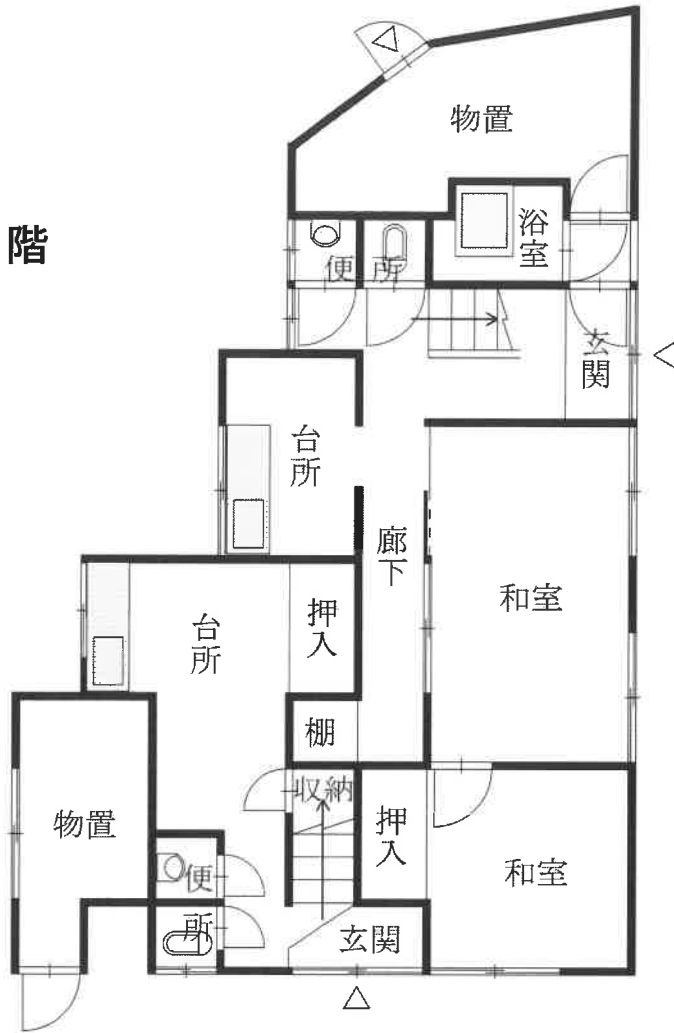 階
物置
浴室
便
所
玄関
台所
廊下
和室
台所
押入
棚
収納
押入
物置
和室
便
所
玄関